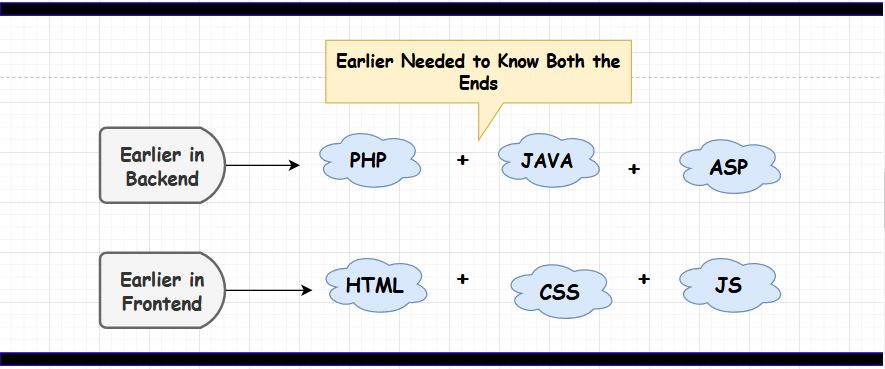 Earlier Needed to Know Both the
Ends
Earlier in
Backend
PHP + JAVA + ASP
Earlier in
Frontend
HTML + CSS + JS